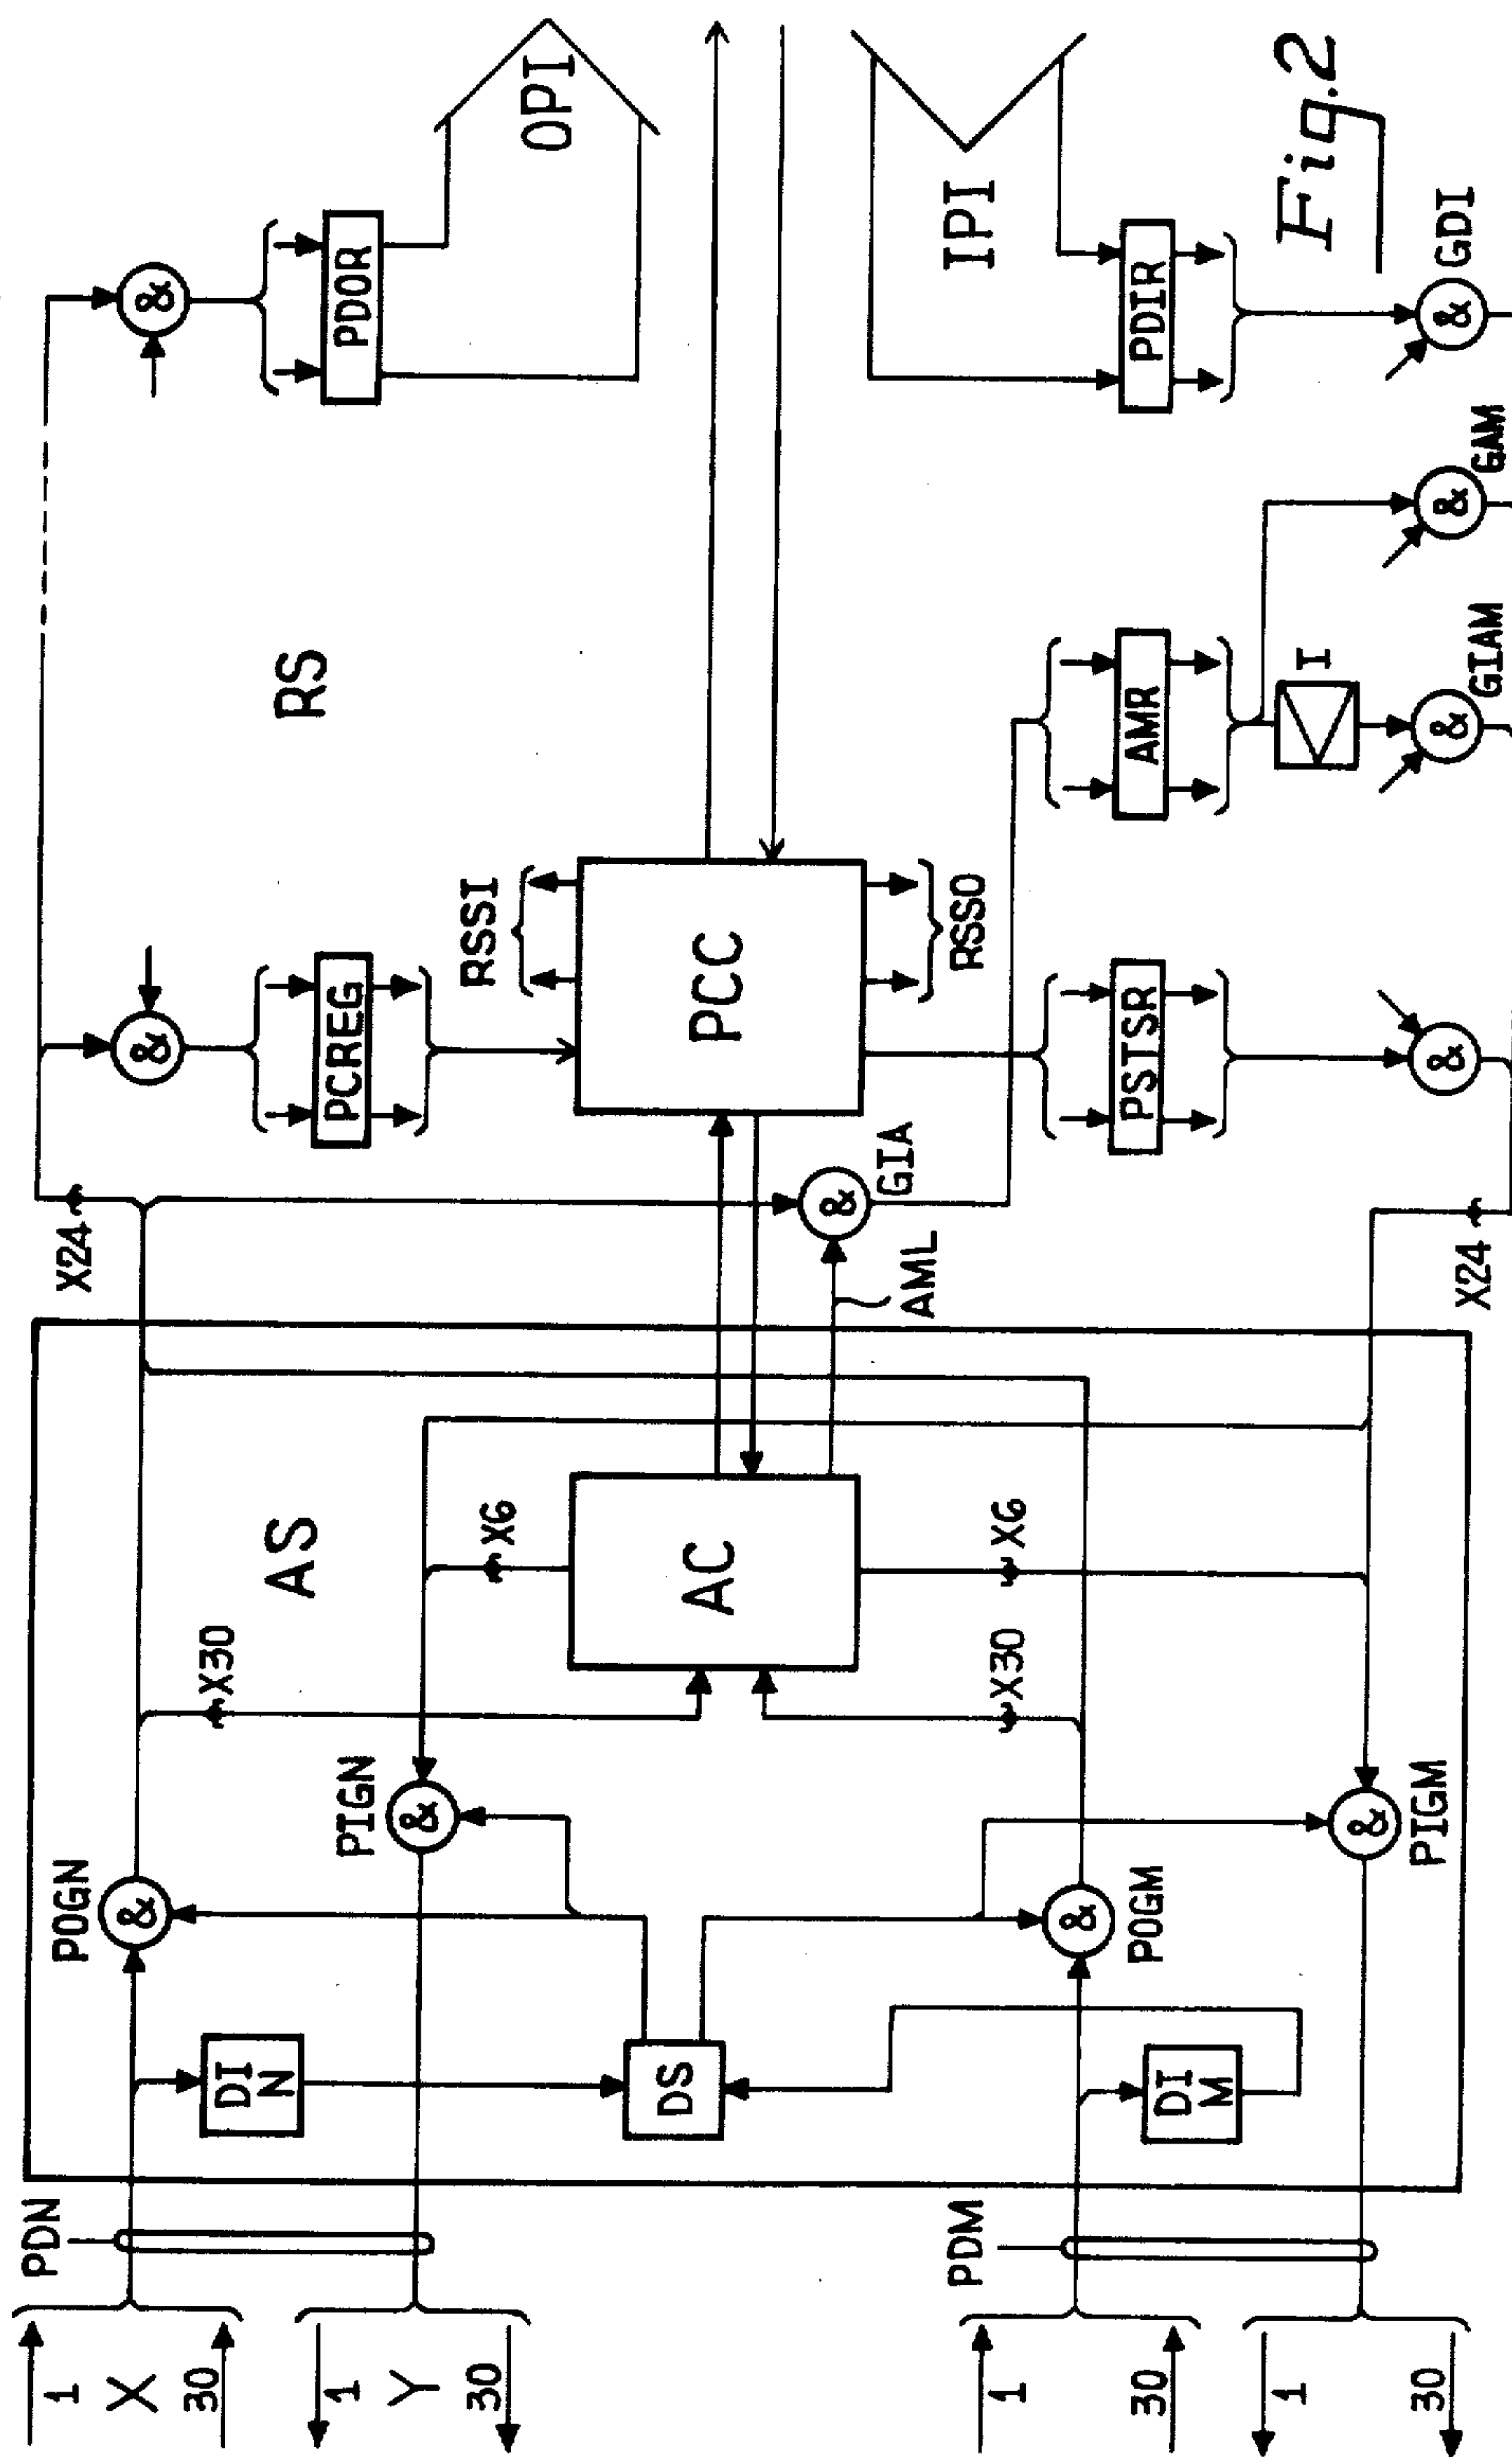 PDN
1
X
30
1
Y
30
PDM
1
30
1
30
POGN
&
DI
N
PIGN
&
DS
POGM
&
DI
M
PIGM
&
AS
X30
X6
AC
X30
X6
X24
AML
GIA
&
X24
RS
&
PCREG
RSSI
PCC
RSSO
PSTSR
&
AMR
I
GIAM
&
GAM
&
&
PDOR
OPI
IPI
PDIR
GDI
&
Fig.2